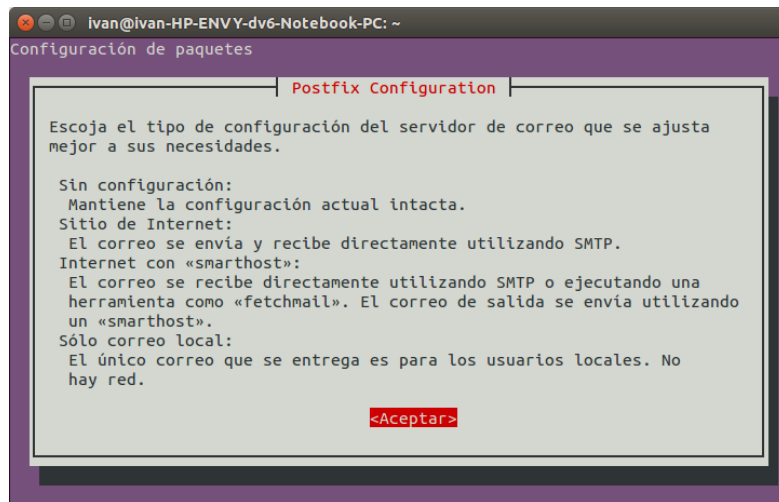 ivan@ivan-HP-ENVY-dv6-Notebook-PC: ~
Configuración de paquetes
Postfix Configuration
Escoja el tipo de configuración del servidor de correo que se ajusta
mejor a sus necesidades.
Sin configuración:
Mantiene la configuración actual intacta.
Sitio de Internet:
El correo se envía y recibe directamente utilizando SMTP.
Internet con «smarthost»:
El correo se recibe directamente utilizando SMTP o ejecutando una
herramienta como «fetchmail». El correo de salida se envía utilizando
un «smarthost».
Sólo correo local:
El único correo que se entrega es para los usuarios locales. No
hay red.
<Aceptar>